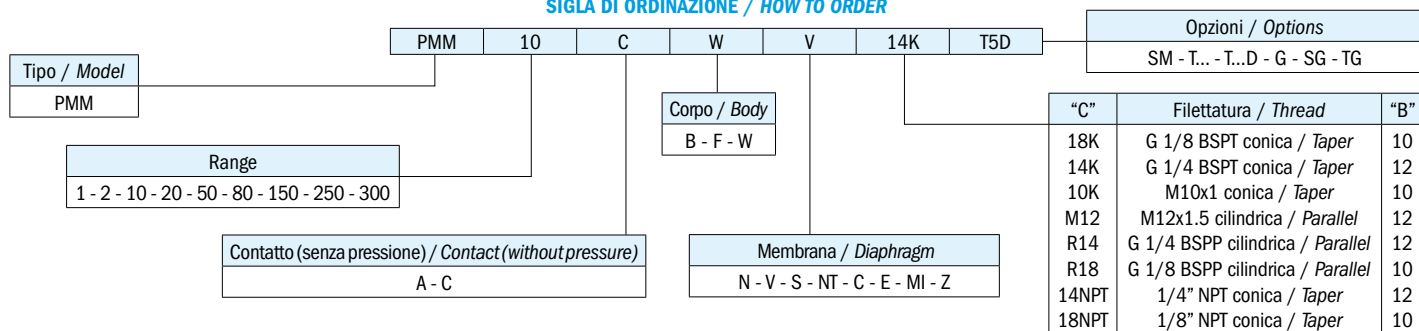 SIGLA DI ORDINAZIONE / HOW TO ORDER
PMM 10 C W V 14K T5D
Opzioni / Options
SM - T... - T...D - G - SG - TG
Tipo / Model
PMM
Corpo / Body
B - F - W
Range
1 - 2 - 10 - 20 - 50 - 80 - 150 - 250 - 300
Contatto (senza pressione) / Contact (without pressure)
A - C
Membrana / Diaphragm
N - V - S - NT - C - E - MI - Z
“C” Filettatura / Thread “B”
18K G 1/8 BSPT conica / Taper 10
14K G 1/4 BSPT conica / Taper 12
10K M10x1 conica / Taper 10
M12 M12x1.5 cilindrica / Parallel 12
R14 G 1/4 BSPP cilindrica / Parallel 12
R18 G 1/8 BSPP cilindrica / Parallel 10
14NPT 1/4” NPT conica / Taper 12
18NPT 1/8” NPT conica / Taper 10